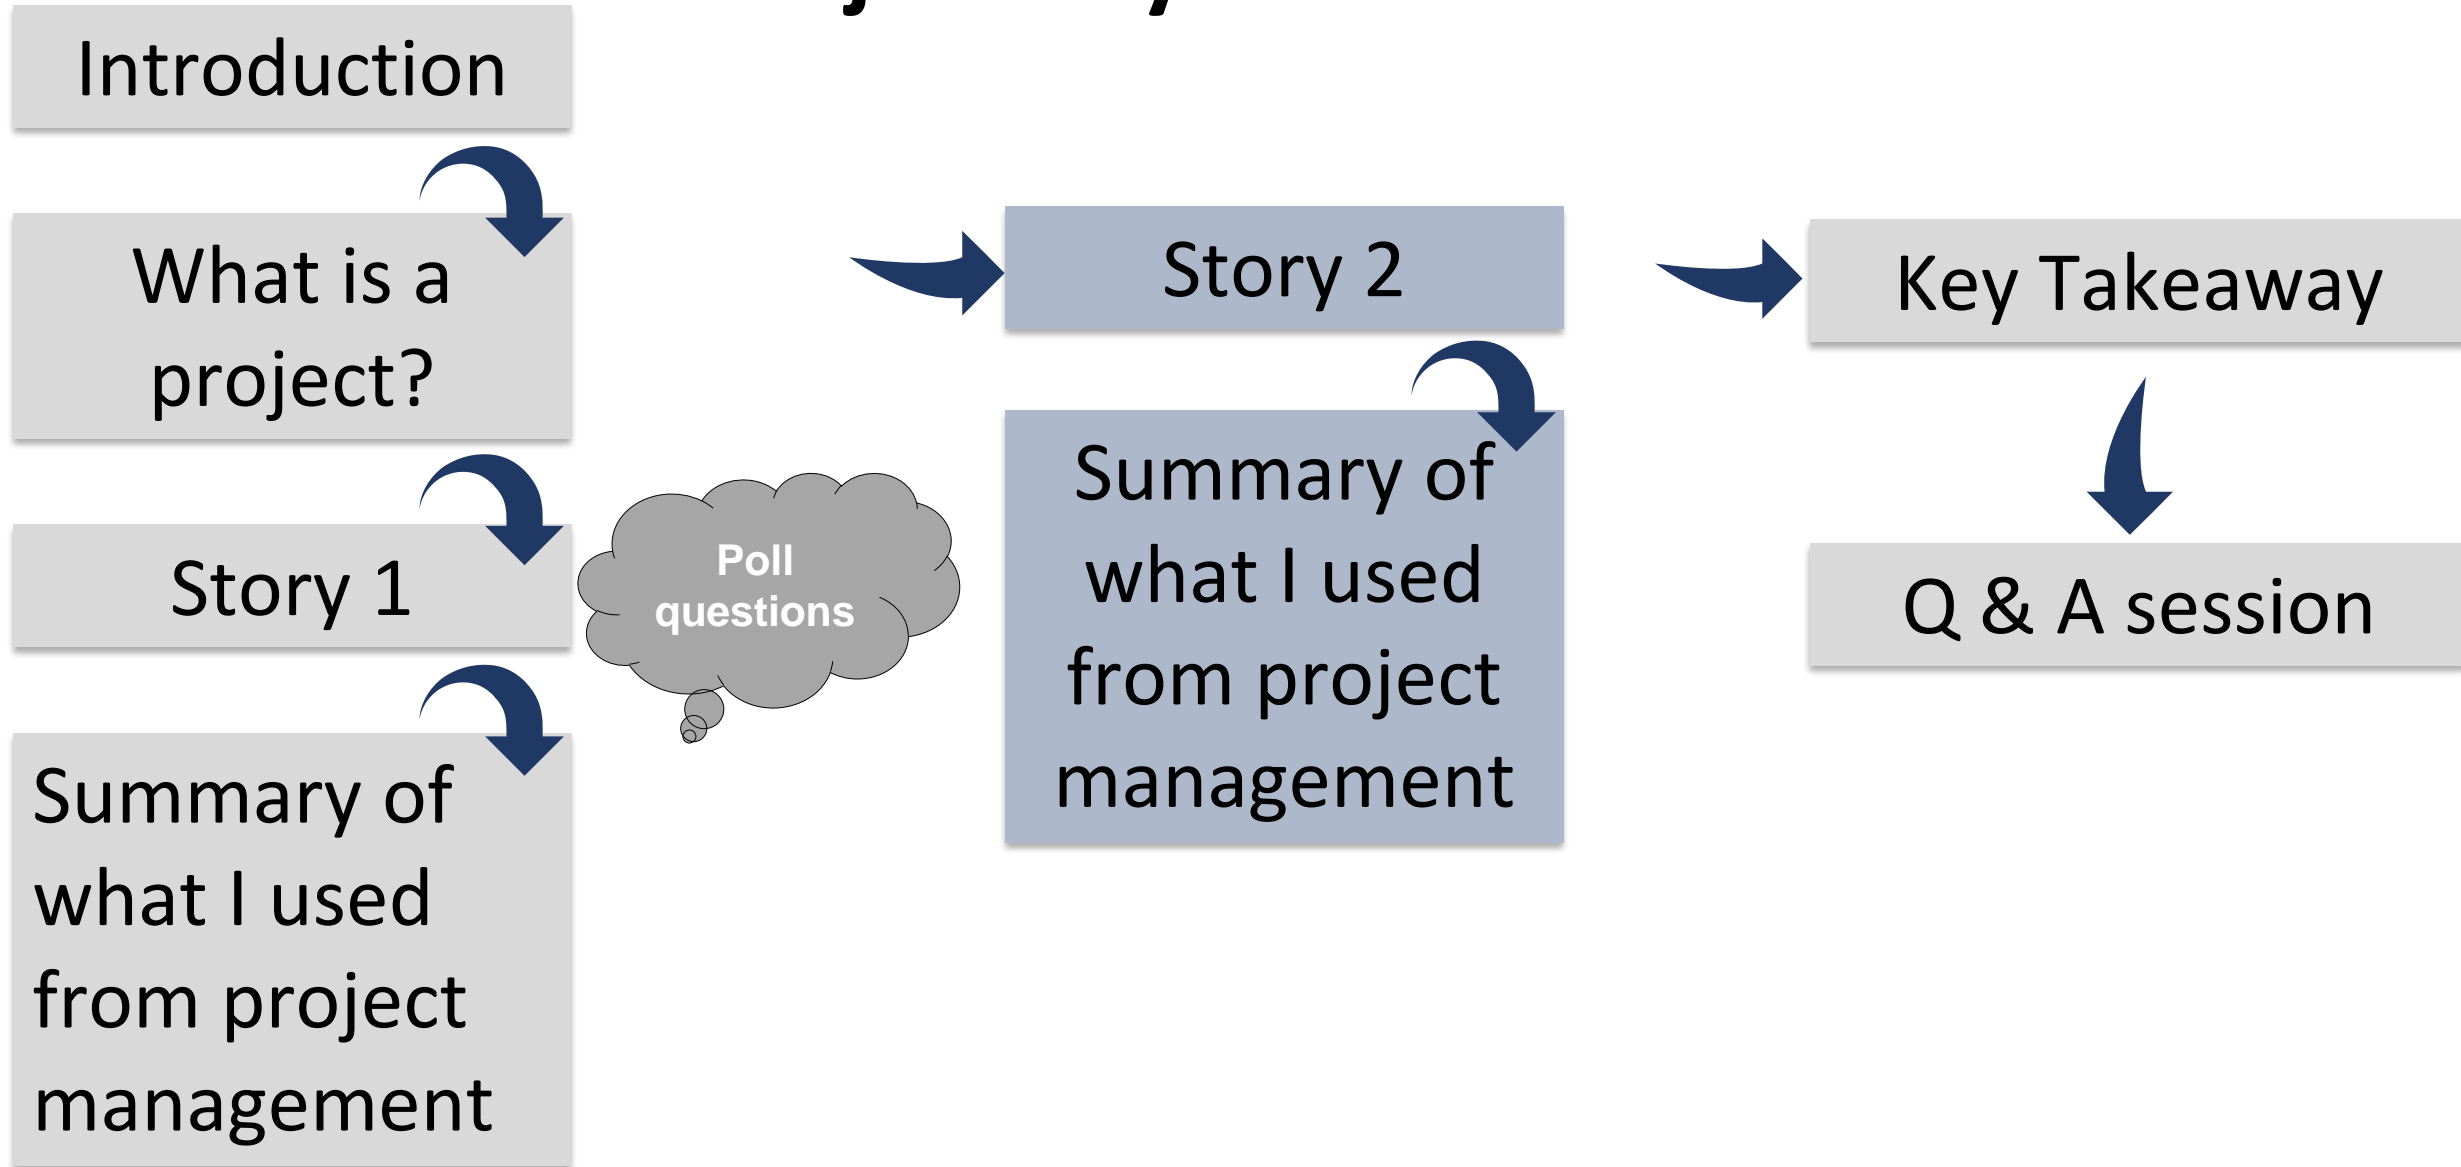 Introduction
What is a
project?
Story 1
Summary of
what I used
from project
management
Poll
questions
Story 2
Summary of
what I used
from project
management
Key Takeaway
Q & A session